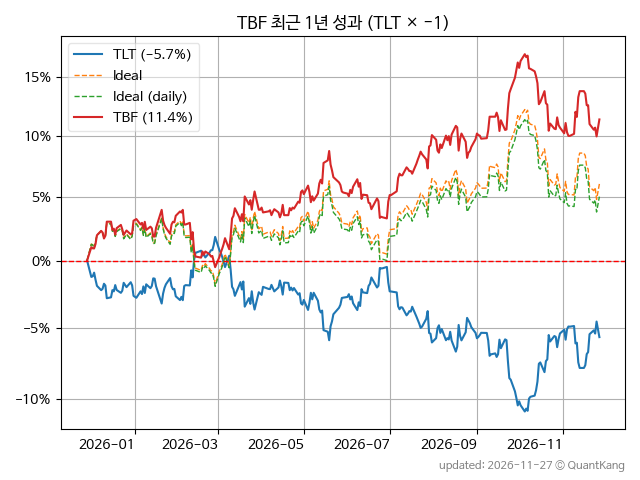 TBF 최근 1년 성과 (TLT × −1)
TLT (−5.7%)
Ideal
Ideal (daily)
TBF (11.4%)
15%
10%
5%
0%
−5%
−10%
2026-01
2026-03
2026-05
2026-07
2026-09
2026-11
updated: 2026-11-27 © QuantKang